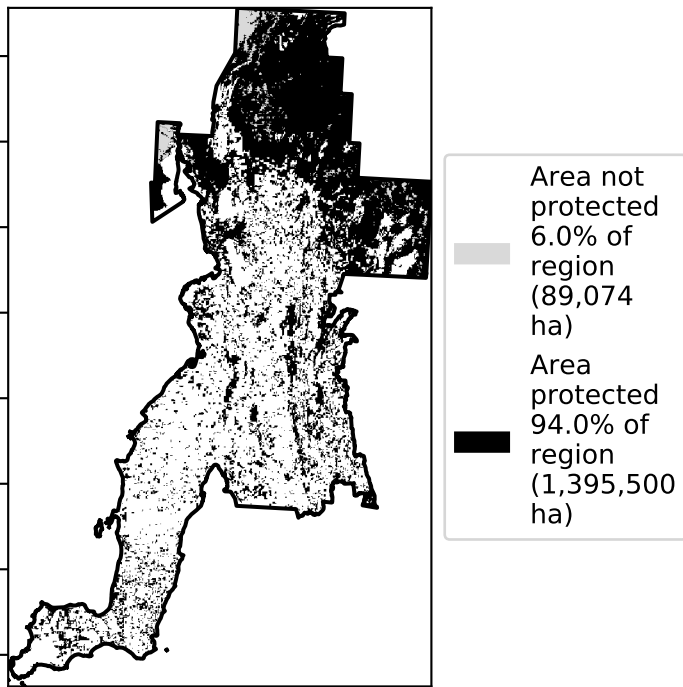 Area not
protected
6.0% of
region
(89,074
ha)
Area
protected
94.0% of
region
(1,395,500
ha)